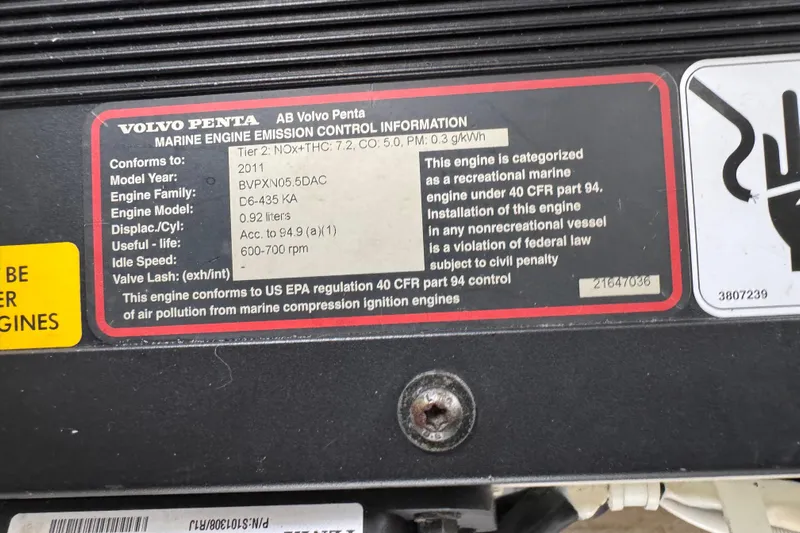 VOLVO PENTA AB Volvo Penta
MARINE ENGINE EMISSION CONTROL INFORMATION
Conforms to: Tier 2: NOx+THC: 7.2, CO: 5.0, PM: 0.3 g/kWh
Model Year: 2011
Engine Family: BVPXN05.5DAC
Engine Model: D6-435 KA
Displac./Cyl: 0.92 liters
Useful - life: Acc. to 94.9 (a)(1)
Idle Speed: 600-700 rpm
Valve Lash: (exh/int) -
This engine is categorized
as a recreational marine
engine under 40 CFR part 94.
Installation of this engine
in any nonrecreational vessel
is a violation of federal law
subject to civil penalty
This engine conforms to US EPA regulation 40 CFR part 94 control
of air pollution from marine compression ignition engines
21647036
3807239
BE
ER
GINES
P/N:S101308/R1J